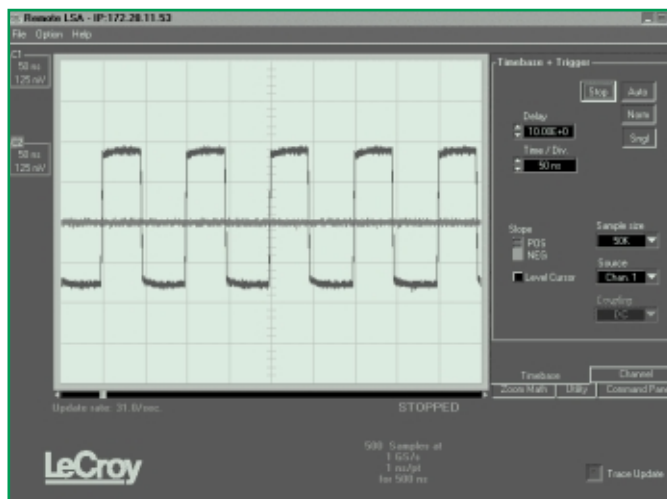 Remote LSA - IP:172.28.11.53
File Option Help
C1
50 ns
125 mV
C2
50 ns
125 mV
Timebase + Trigger
Stop
Auto
Norm
Sngl
Delay
10.00E+0
Time / Div.
50 ns
Slope
POS
NEG
Level Cursor
Sample size
50K
Source
Chan. 1
Coupling
DC
Timebase
Channel
Zoom Math
Utility
Command Pane
Update rate: 31.8/sec.
STOPPED
500 Samples at
1 GS/s
1 ns/pt
for 500 ns
LeCroy
Trace Update